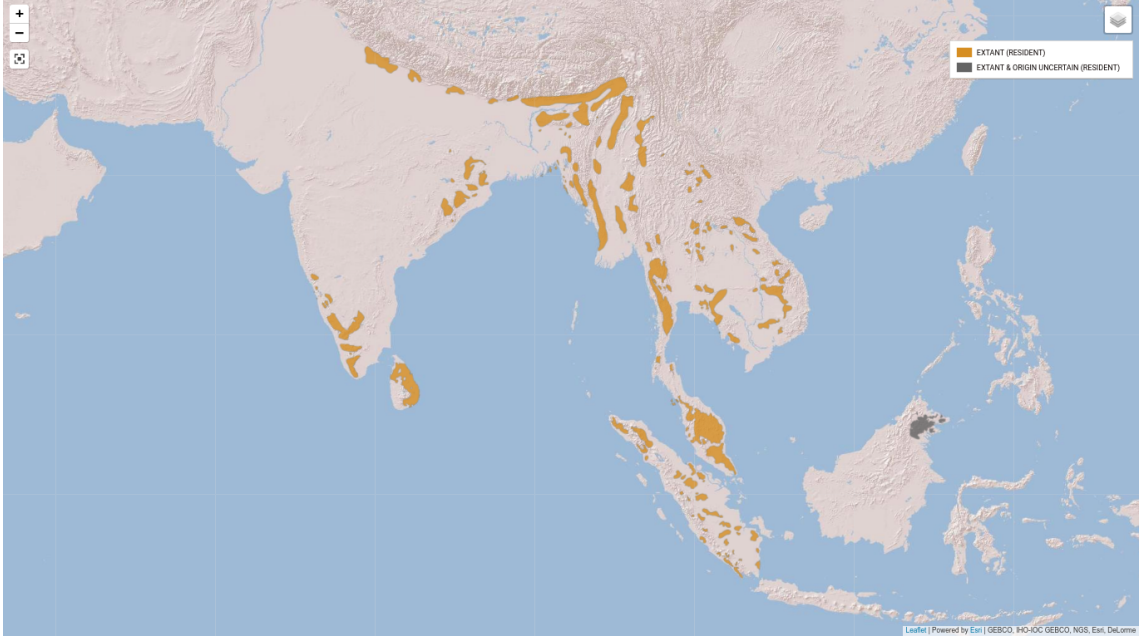 +
−
EXTANT (RESIDENT)
EXTANT & ORIGIN UNCERTAIN (RESIDENT)
Leaflet | Powered by Esri | GEBCO, IHO-IOC GEBCO, NGS, Esri, DeLorme